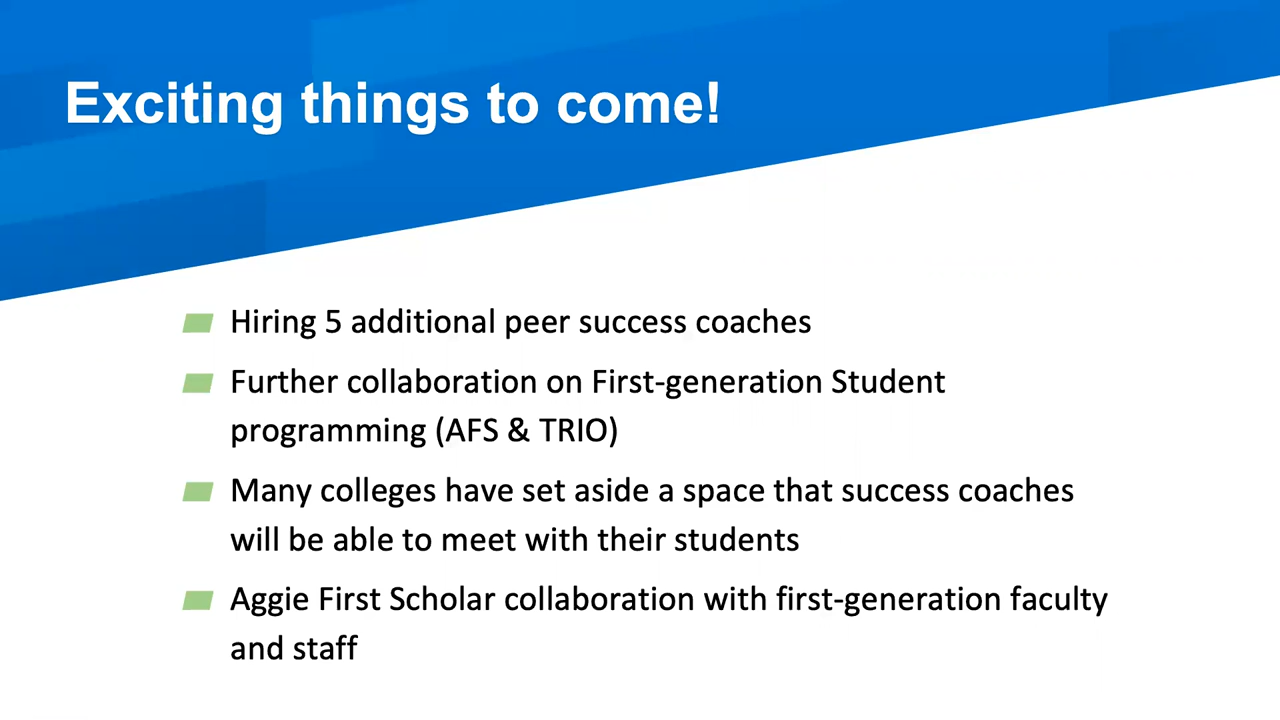 Exciting things to come!
Hiring 5 additional peer success coaches
Further collaboration on First-generation Student
programming (AFS & TRIO)
Many colleges have set aside a space that success coaches
will be able to meet with their students
Aggie First Scholar collaboration with first-generation faculty
and staff